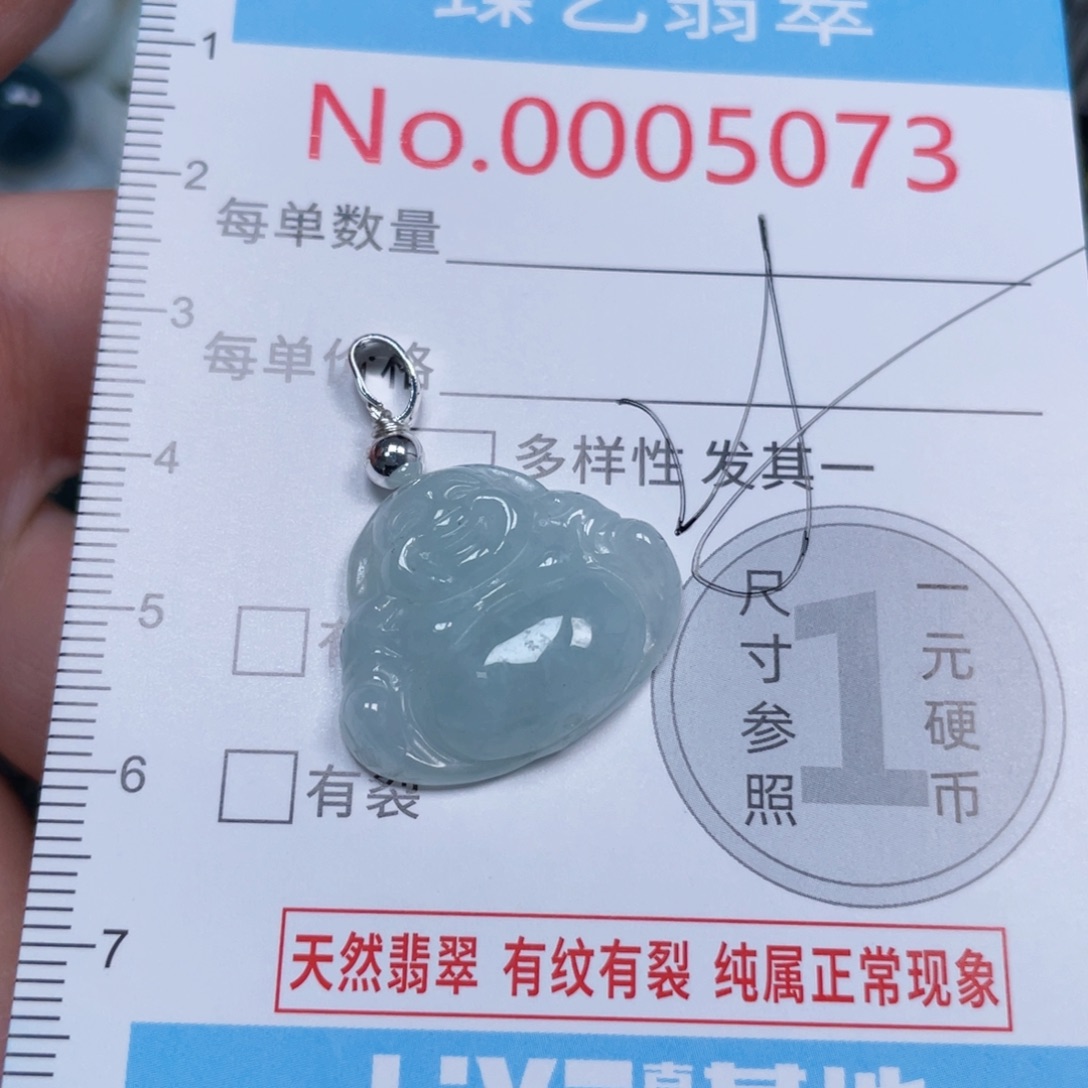 翡翠
No.0005073
每单数量
每单价格
多样性 发其一
有裂
尺寸参照
1
一元硬币
天然翡翠 有纹有裂 纯属正常现象
1
2
3
4
5
6
7